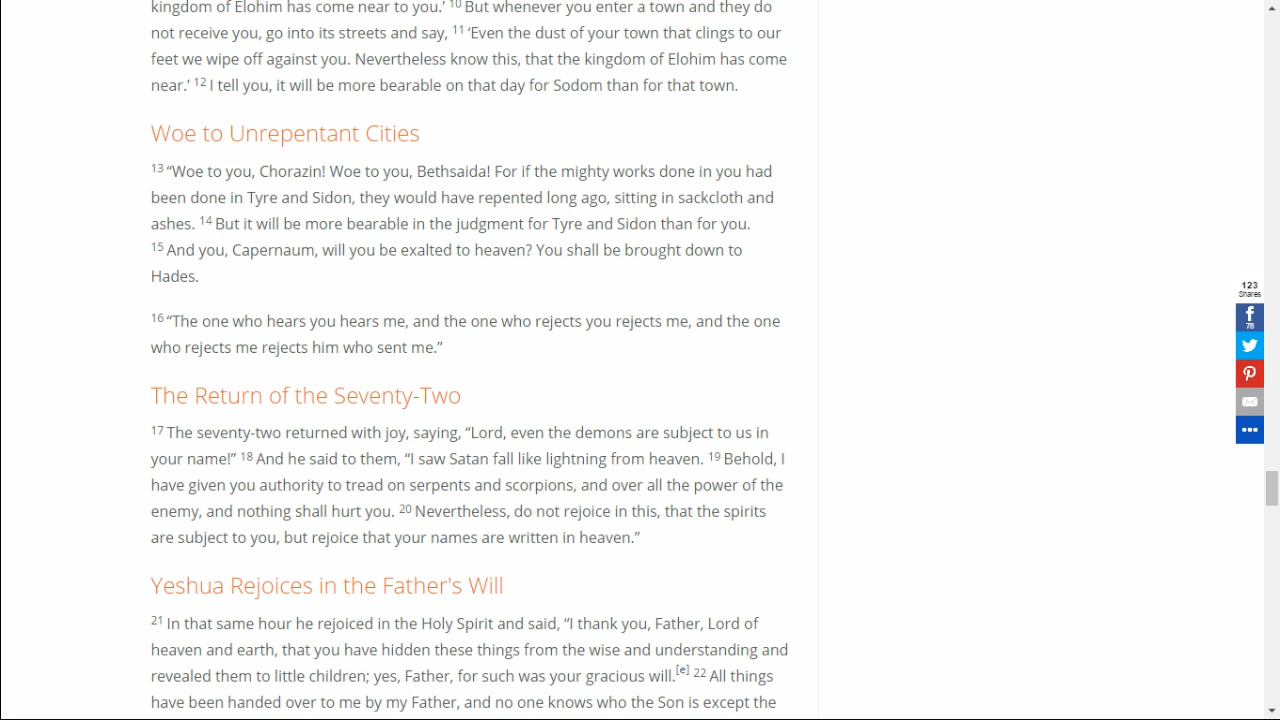 kingdom of Elohim has come near to you.’ 10 But whenever you enter a town and they do
not receive you, go into its streets and say, 11 ‘Even the dust of your town that clings to our
feet we wipe off against you. Nevertheless know this, that the kingdom of Elohim has come
near.’ 12 I tell you, it will be more bearable on that day for Sodom than for that town.
Woe to Unrepentant Cities
13 “Woe to you, Chorazin! Woe to you, Bethsaida! For if the mighty works done in you had
been done in Tyre and Sidon, they would have repented long ago, sitting in sackcloth and
ashes. 14 But it will be more bearable in the judgment for Tyre and Sidon than for you.
15 And you, Capernaum, will you be exalted to heaven? You shall be brought down to
Hades.
16 “The one who hears you hears me, and the one who rejects you rejects me, and the one
who rejects me rejects him who sent me.”
The Return of the Seventy-Two
17 The seventy-two returned with joy, saying, “Lord, even the demons are subject to us in
your name!” 18 And he said to them, “I saw Satan fall like lightning from heaven. 19 Behold, I
have given you authority to tread on serpents and scorpions, and over all the power of the
enemy, and nothing shall hurt you. 20 Nevertheless, do not rejoice in this, that the spirits
are subject to you, but rejoice that your names are written in heaven.”
Yeshua Rejoices in the Father's Will
21 In that same hour he rejoiced in the Holy Spirit and said, “I thank you, Father, Lord of
heaven and earth, that you have hidden these things from the wise and understanding and
revealed them to little children; yes, Father, for such was your gracious will.[e] 22 All things
have been handed over to me by my Father, and no one knows who the Son is except the
123
Shares
78